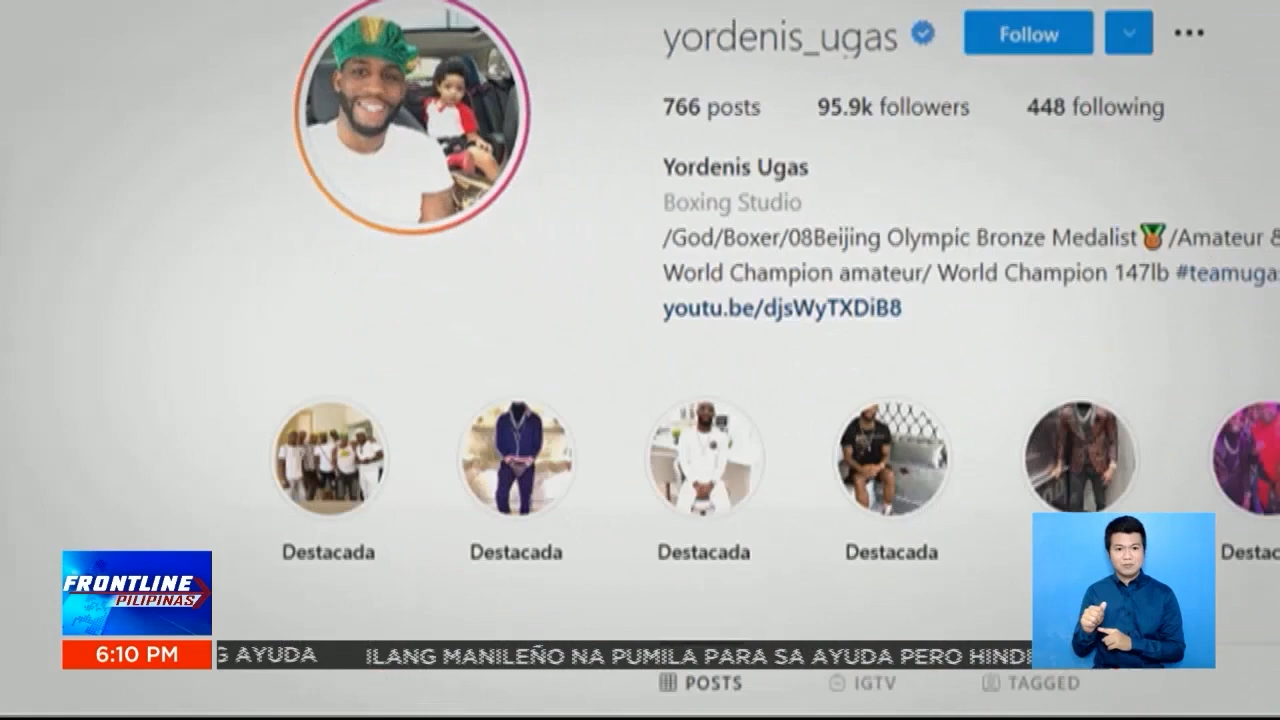 yordenis_ugas
Follow
766 posts 95.9k followers 448 following
Yordenis Ugas
Boxing Studio
/God/Boxer/08Beijing Olympic Bronze Medalist🏅/Amateur &
World Champion amateur/ World Champion 147lb #teamuga
youtu.be/djsWyTXDiB8
Destacada Destacada Destacada Destacada Destac
FRONTLINE
PILIPINAS
6:10 PM
G AYUDA ILANG MANILEÑO NA PUMILA PARA SA AYUDA PERO HINDI
POSTS IGTV TAGGED